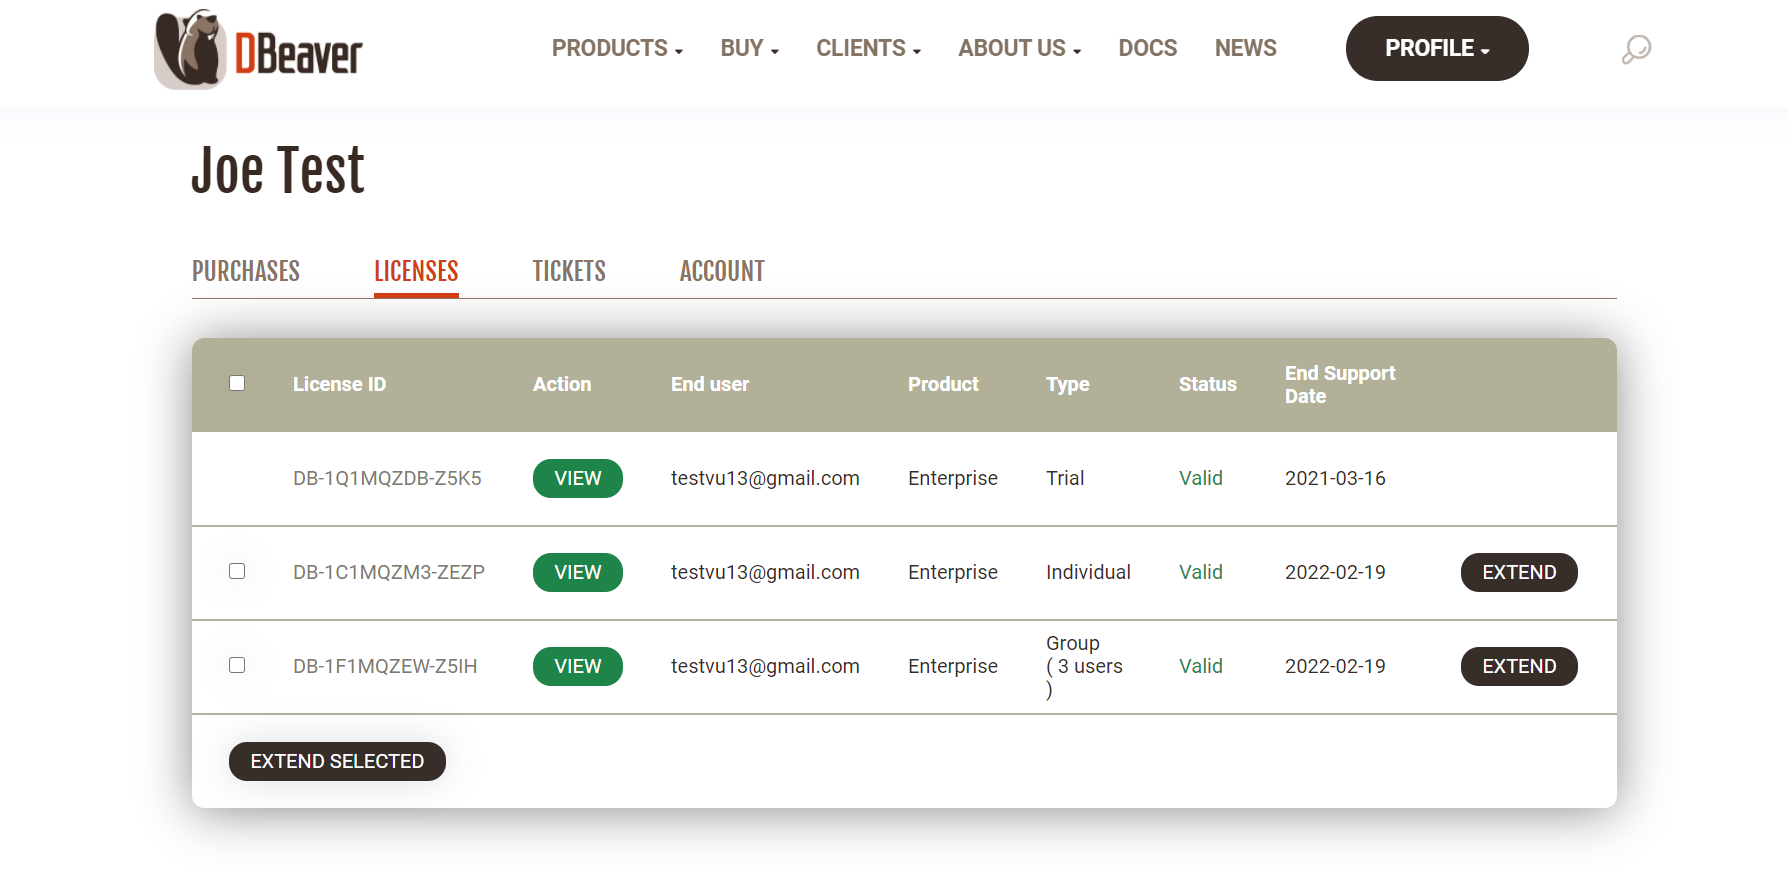 DBeaver
PRODUCTS BUY CLIENTS ABOUT US DOCS NEWS PROFILE
Joe Test
PURCHASES LICENSES TICKETS ACCOUNT
License ID Action End user Product Type Status End Support
Date
DB-1Q1MQZDB-Z5K5 VIEW testvu13@gmail.com Enterprise Trial Valid 2021-03-16
DB-1C1MQZM3-ZEZP VIEW testvu13@gmail.com Enterprise Individual Valid 2022-02-19 EXTEND
DB-1F1MQZEW-Z5IH VIEW testvu13@gmail.com Enterprise Group
( 3 users
) Valid 2022-02-19 EXTEND
EXTEND SELECTED